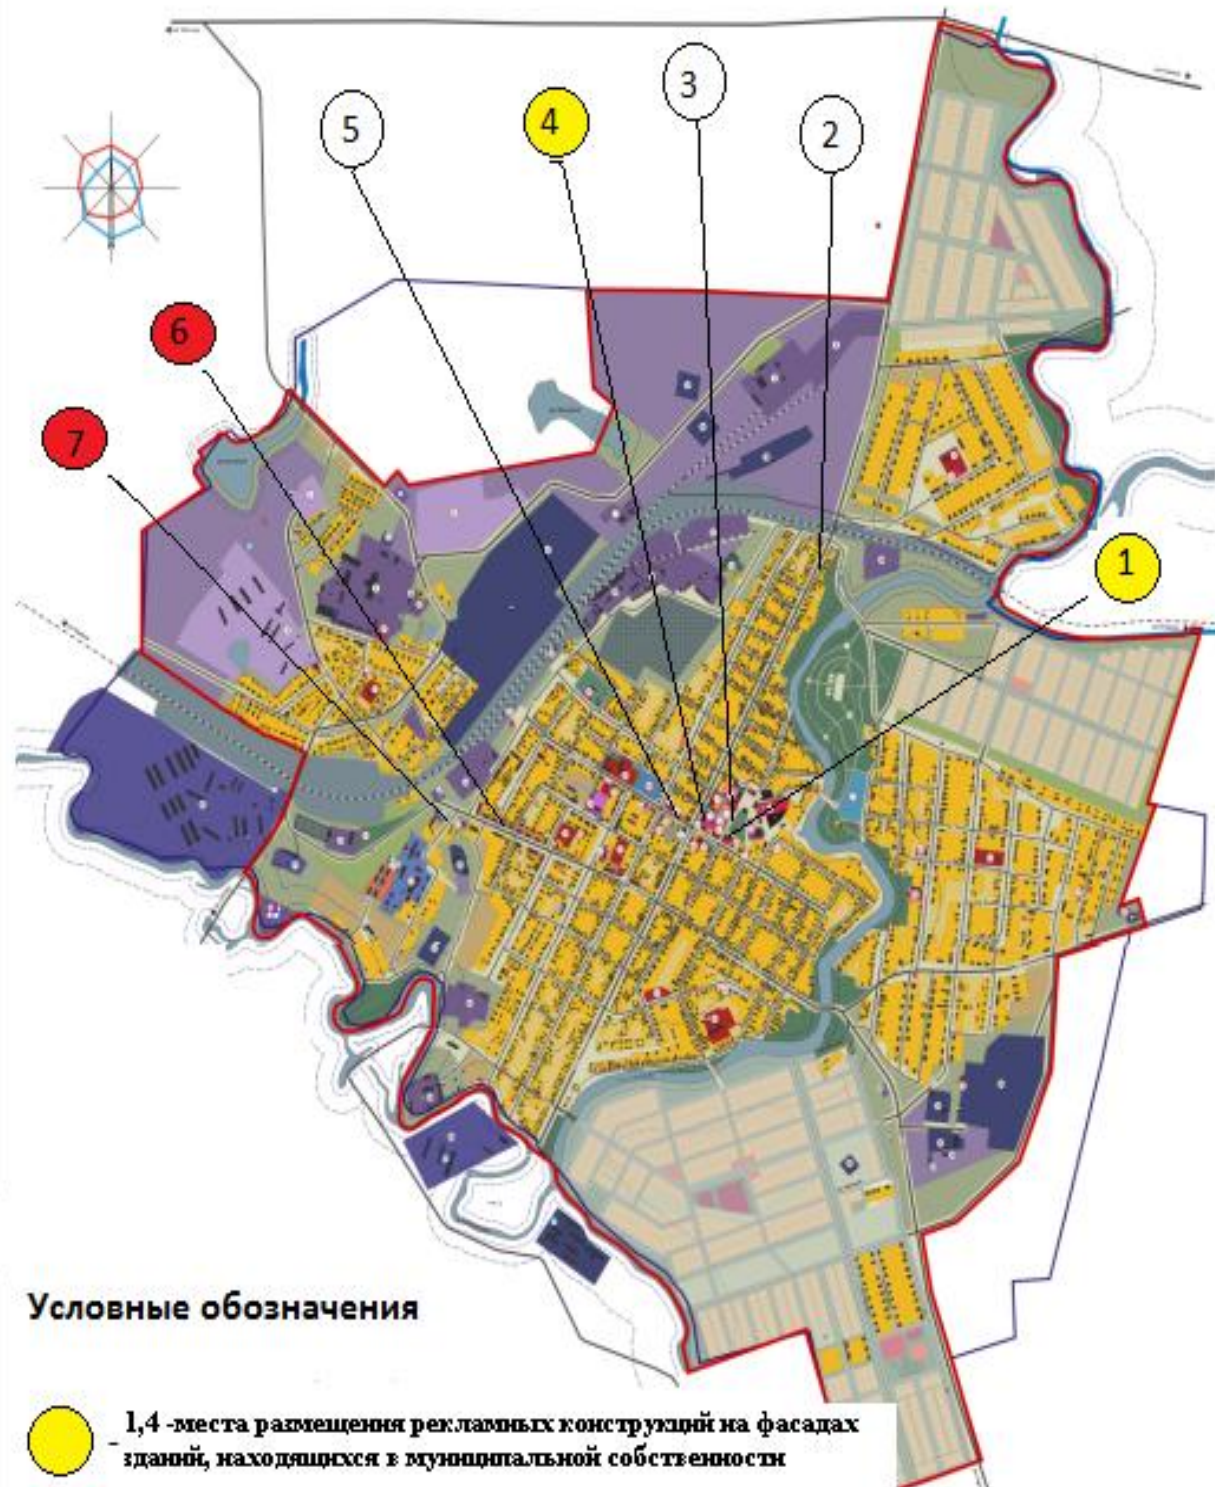 3
4
5
2
6
7
1
Условные обозначения
1,4 -места размещения рекламных конструкций на фасадах
- зданий, находящихся в муниципальной собственности